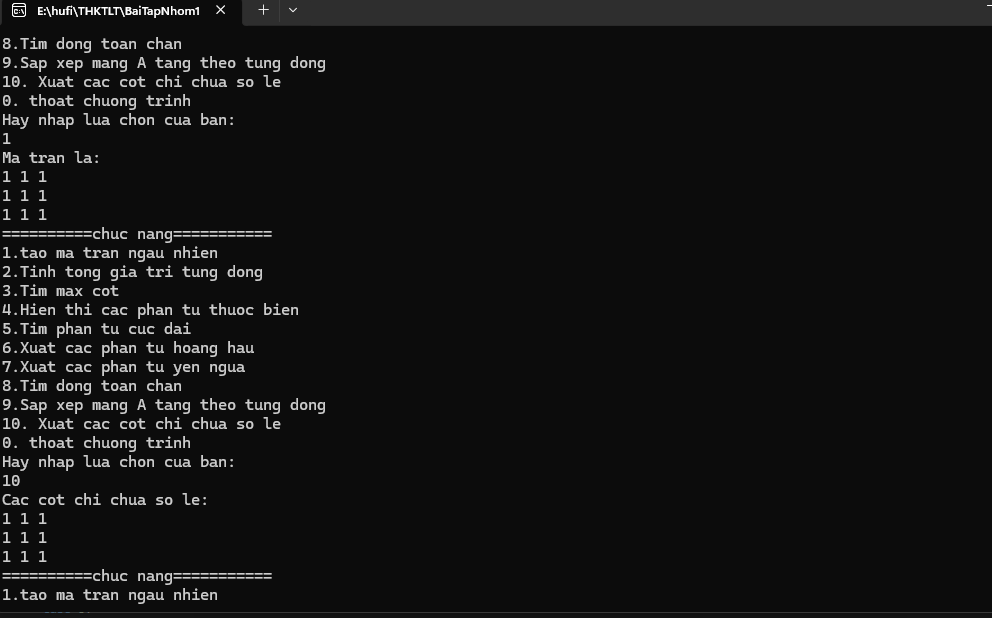 E:\hufi\THKTLT\BaiTapNhom1
8.Tim dong toan chan
9.Sap xep mang A tang theo tung dong
10. Xuat cac cot chi chua so le
0. thoat chuong trinh
Hay nhap lua chon cua ban:
1
Ma tran la:
1 1 1
1 1 1
1 1 1
==========chuc nang===========
1.tao ma tran ngau nhien
2.Tinh tong gia tri tung dong
3.Tim max cot
4.Hien thi cac phan tu thuoc bien
5.Tim phan tu cuc dai
6.Xuat cac phan tu hoang hau
7.Xuat cac phan tu yen ngua
8.Tim dong toan chan
9.Sap xep mang A tang theo tung dong
10. Xuat cac cot chi chua so le
0. thoat chuong trinh
Hay nhap lua chon cua ban:
10
Cac cot chi chua so le:
1 1 1
1 1 1
1 1 1
==========chuc nang===========
1.tao ma tran ngau nhien